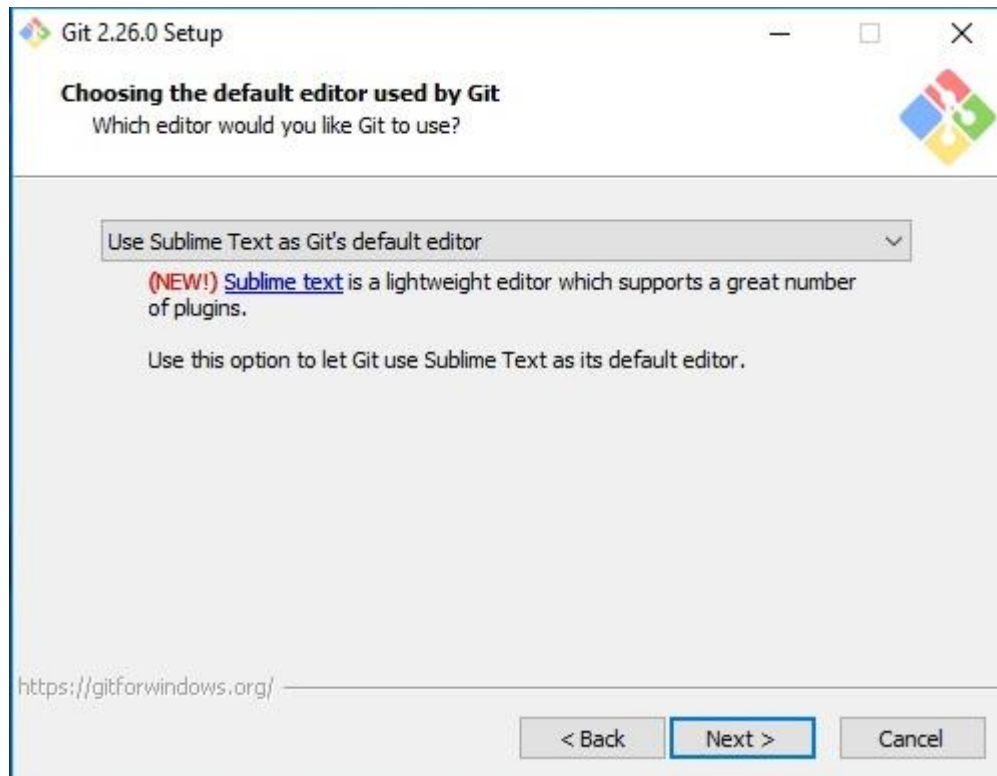 Git 2.26.0 Setup
Choosing the default editor used by Git
Which editor would you like Git to use?
Use Sublime Text as Git's default editor
(NEW!) Sublime text is a lightweight editor which supports a great number
of plugins.
Use this option to let Git use Sublime Text as its default editor.
https://gitforwindows.org/
< Back Next > Cancel